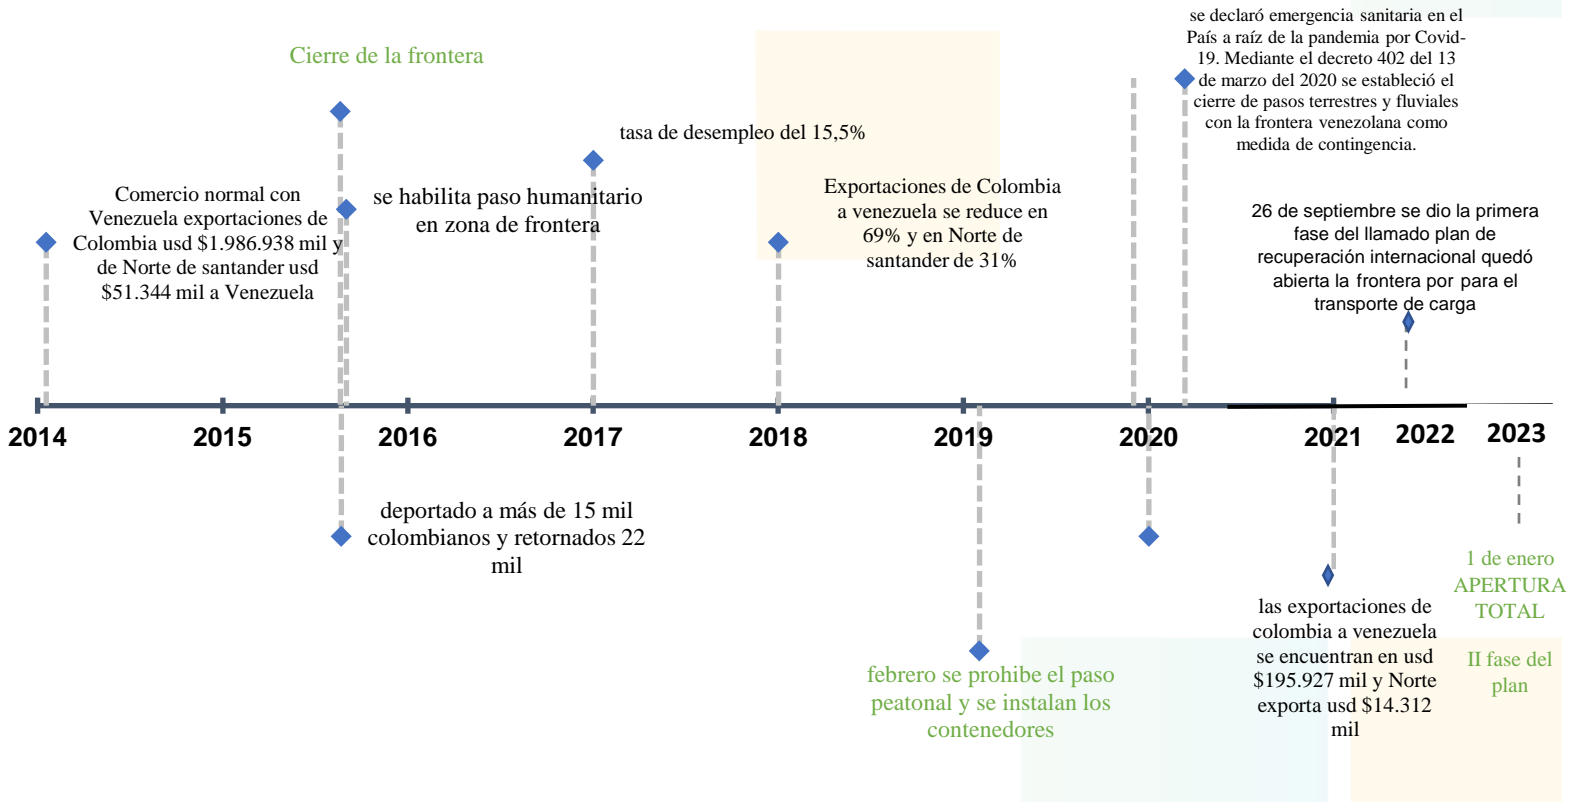 Cierre de la frontera
se declaró emergencia sanitaria en el
País a raíz de la pandemia por Covid-
19. Mediante el decreto 402 del 13
de marzo del 2020 se estableció el
cierre de pasos terrestres y fluviales
con la frontera venezolana como
medida de contingencia.
tasa de desempleo del 15,5%
Comercio normal con
Venezuela exportaciones de
Colombia usd $1.986.938 mil y
de Norte de santander usd
$51.344 mil a Venezuela
se habilita paso humanitario
en zona de frontera
Exportaciones de Colombia
a venezuela se reduce en
69% y en Norte de
santander de 31%
26 de septiembre se dio la primera
fase del llamado plan de
recuperación internacional quedó
abierta la frontera por para el
transporte de carga
2014 2015 2016 2017 2018 2019 2020 2021 2022 2023
deportado a más de 15 mil
colombianos y retornados 22
mil
febrero se prohibe el paso
peatonal y se instalan los
contenedores
las exportaciones de
colombia a venezuela
se encuentran en usd
$195.927 mil y Norte
exporta usd $14.312
mil
1 de enero
APERTURA
TOTAL
II fase del
plan